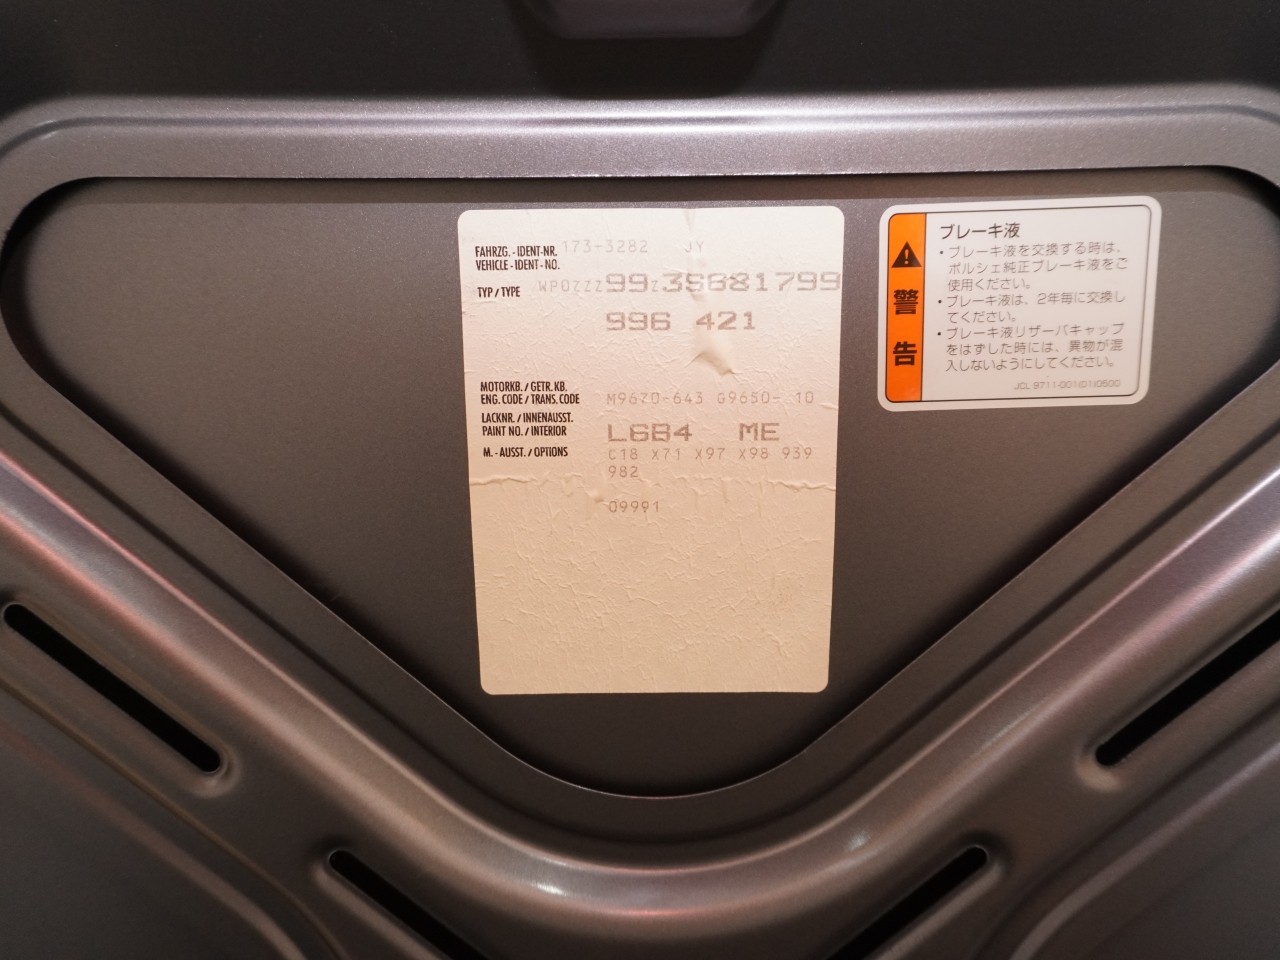 FAHRZG. - IDENT-NR. 173-3282 JY
VEHICLE - IDENT - NO.
TYP / TYPE WP0ZZZ99Z3S681799
996 421
MOTORKB. / GETR. KB.
ENG. CODE / TRANS. CODE M9670-643 G9650- 10
LACKNR. / INNENAUSST.
PAINT NO. / INTERIOR L6B4 ME
M. - AUSST. / OPTIONS C18 X71 X97 X98 939
982
09991
警告
ブレーキ液
・ブレーキ液を交換する時は、
ポルシェ純正ブレーキ液をご
使用ください。
・ブレーキ液は、2年毎に交換し
てください。
・ブレーキ液リザーバキャップ
をはずした時には、異物が混
入しないようにしてください。
JCL 9711-001(01)0500